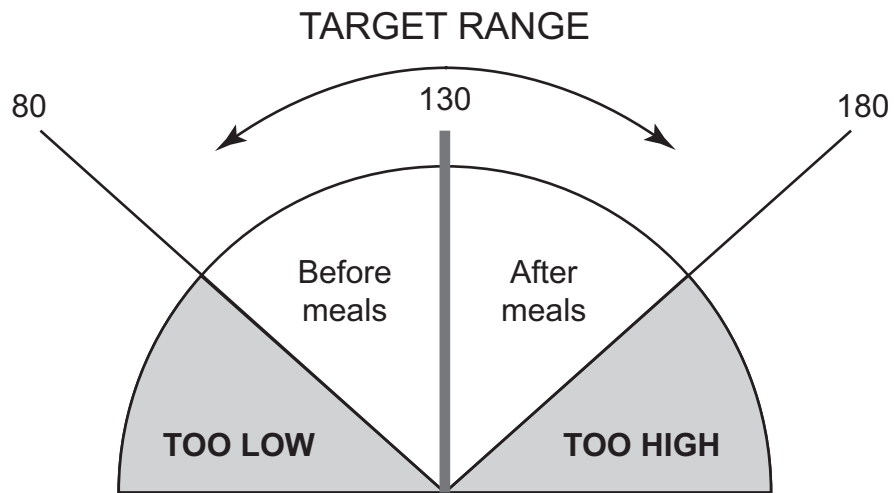 TARGET RANGE
80
130
180
Before
meals
After
meals
TOO LOW
TOO HIGH